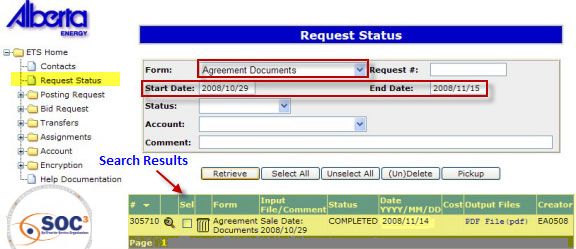 Alberta
ENERGY
ETS Home
Contacts
Request Status
Posting Request
Bid Request
Transfers
Assignments
Account
Encryption
Help Documentation
SOC3
Request Status
Form: Agreement Documents Request #:
Start Date: 2008/10/29 End Date: 2008/11/15
Status:
Account:
Comment:
Retrieve Select All Unselect All (Un)Delete Pickup
Search Results
# Sel Form Input File/Comment Status Date YYYY/MM/DD Cost Output Files Creator
305710 Agreement Documents Sale Date: 2008/10/29 COMPLETED 2008/11/14 PDF File(pdf) EA0508
Page 1